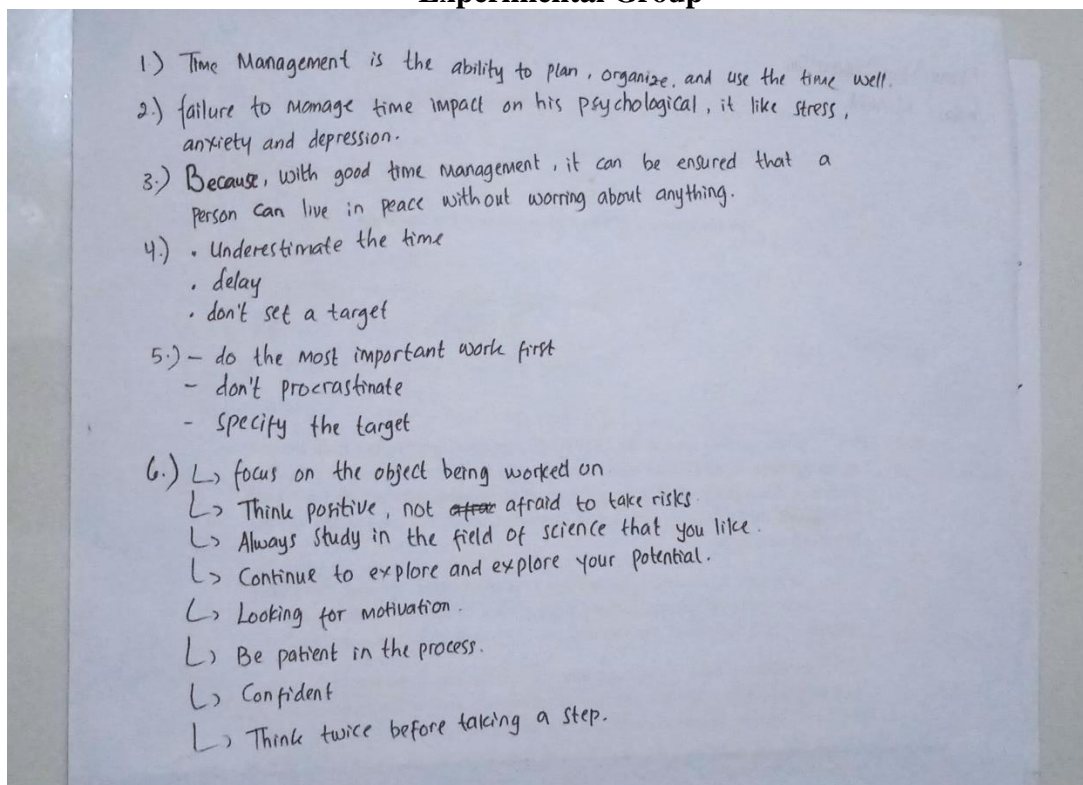 Experimental Group
1) Time Management is the ability to plan, organize, and use the time well.
2.) failure to manage time impact on his psychological, it like stress,
anxiety and depression.
3.) Because, with good time management, it can be ensured that a
person can live in peace without worring about anything.
4.) • Underestimate the time
• delay
• don't set a target
5.) – do the most important work first
– don't procrastinate
- specify the target
6.) ↳ focus on the object being worked on
↳ Think positive, not afraid to take risks.
↳ Always study in the field of science that you like.
↳ Continue to explore and explore your potential.
↳ Looking for motivation.
↳ Be patient in the process.
↳ Confident
↳ Think twice before taking a step.